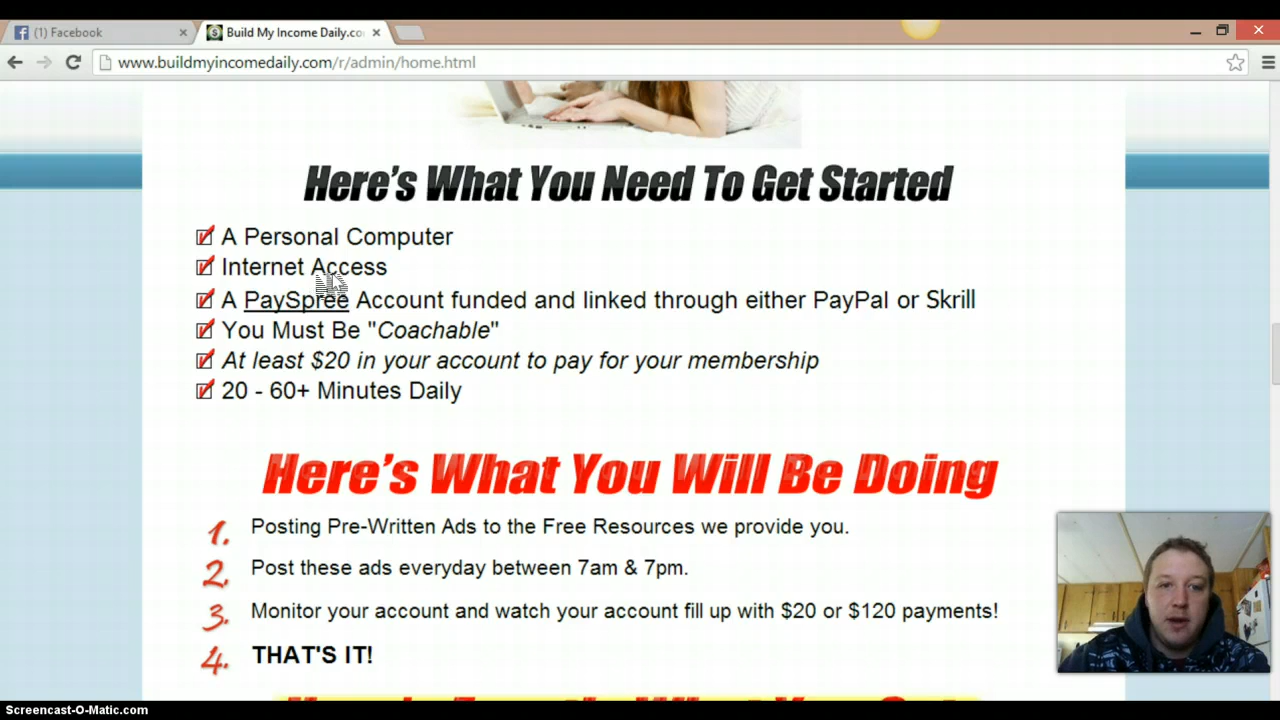 (1) Facebook
Build My Income Daily.co
www.buildmyincomedaily.com/r/admin/home.html
Here's What You Need To Get Started
A Personal Computer
Internet Access
A PaySpree Account funded and linked through either PayPal or Skrill
You Must Be "Coachable"
At least $20 in your account to pay for your membership
20 - 60+ Minutes Daily
Here's What You Will Be Doing
1. Posting Pre-Written Ads to the Free Resources we provide you.
2. Post these ads everyday between 7am & 7pm.
3. Monitor your account and watch your account fill up with $20 or $120 payments!
4. THAT'S IT!
Screencast-O-Matic.com